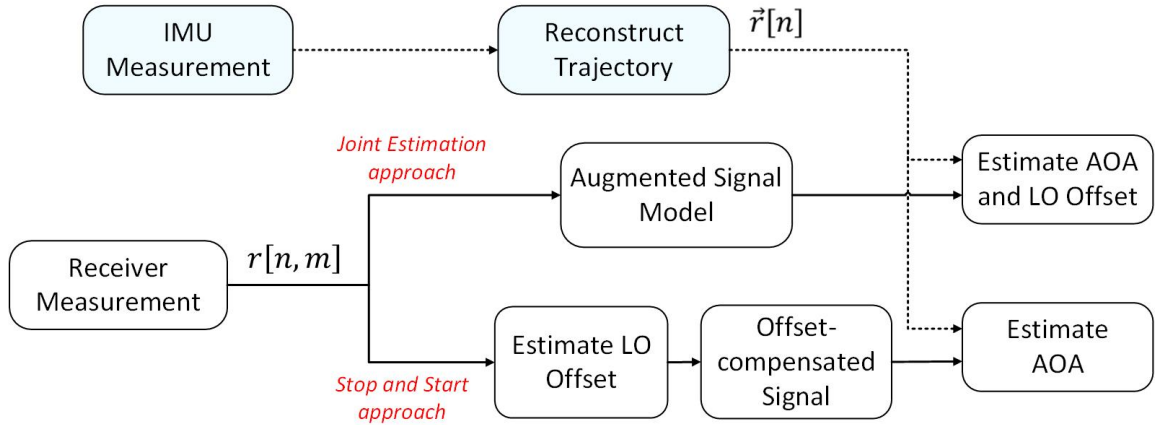 IMU
Measurement
Reconstruct
Trajectory
r⃗[n]
Joint Estimation
approach
Augmented Signal
Model
Estimate AOA
and LO Offset
Receiver
Measurement
r[n, m]
Stop and Start
approach
Estimate LO
Offset
Offset-
compensated
Signal
Estimate
AOA